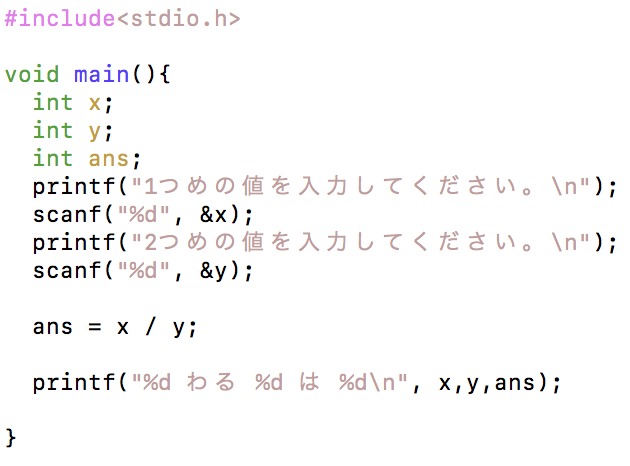 #include<stdio.h>
void main(){
int x;
int y;
int ans;
printf("1つめの値を入力してください。\n");
scanf("%d", &x);
printf("2つめの値を入力してください。\n");
scanf("%d", &y);
ans = x / y;
printf("%d わる %d は %d\n", x,y,ans);
}